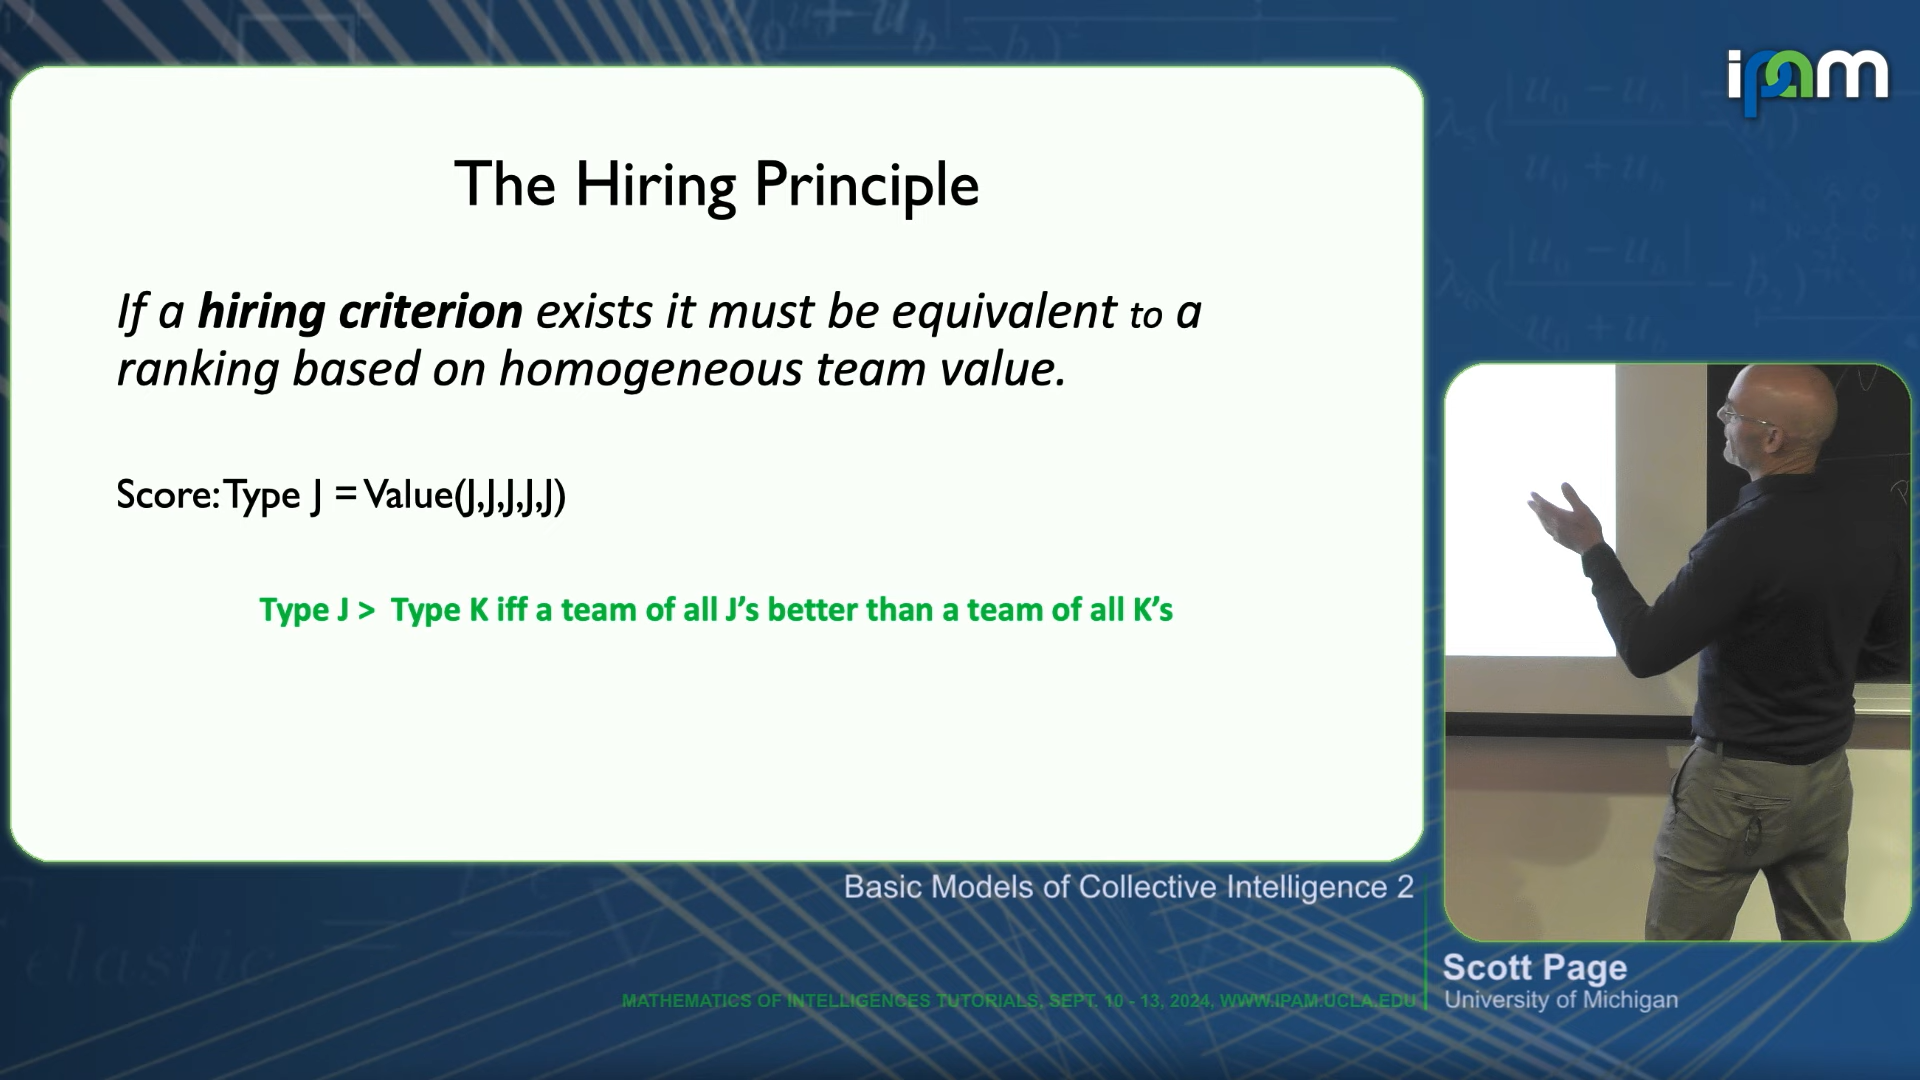 ipam
The Hiring Principle
If a hiring criterion exists it must be equivalent to a
ranking based on homogeneous team value.
Score: Type J = Value(J,J,J,J,J)
Type J > Type K iff a team of all J's better than a team of all K's
Basic Models of Collective Intelligence 2
Scott Page
University of Michigan
MATHEMATICS OF INTELLIGENCES TUTORIALS, SEPT. 10 - 13, 2024, WWW.IPAM.UCLA.EDU
elastic